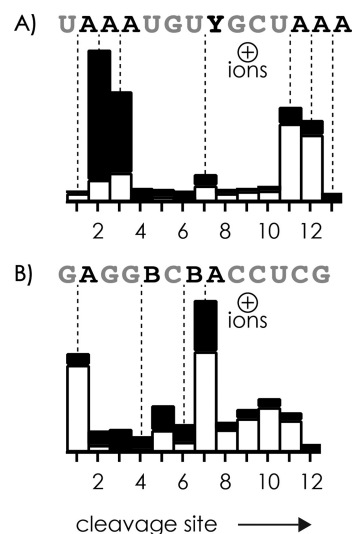 A) UAAAUGUYGCUAAA
+
ions
2 4 6 8 10 12
B) GAGGBCBACCUCG
+
ions
2 4 6 8 10 12
cleavage site